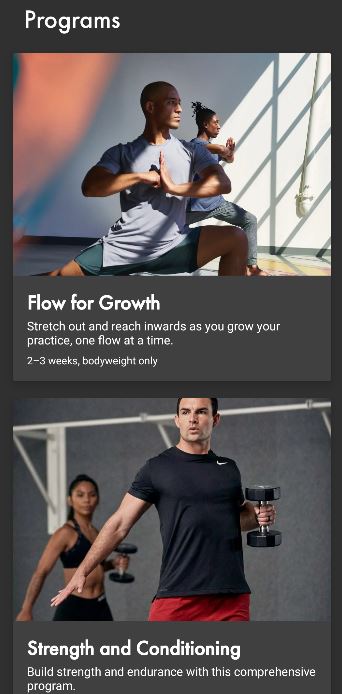 Programs
Flow for Growth
Stretch out and reach inwards as you grow your
practice, one flow at a time.
2–3 weeks, bodyweight only
Strength and Conditioning
Build strength and endurance with this comprehensive
program.